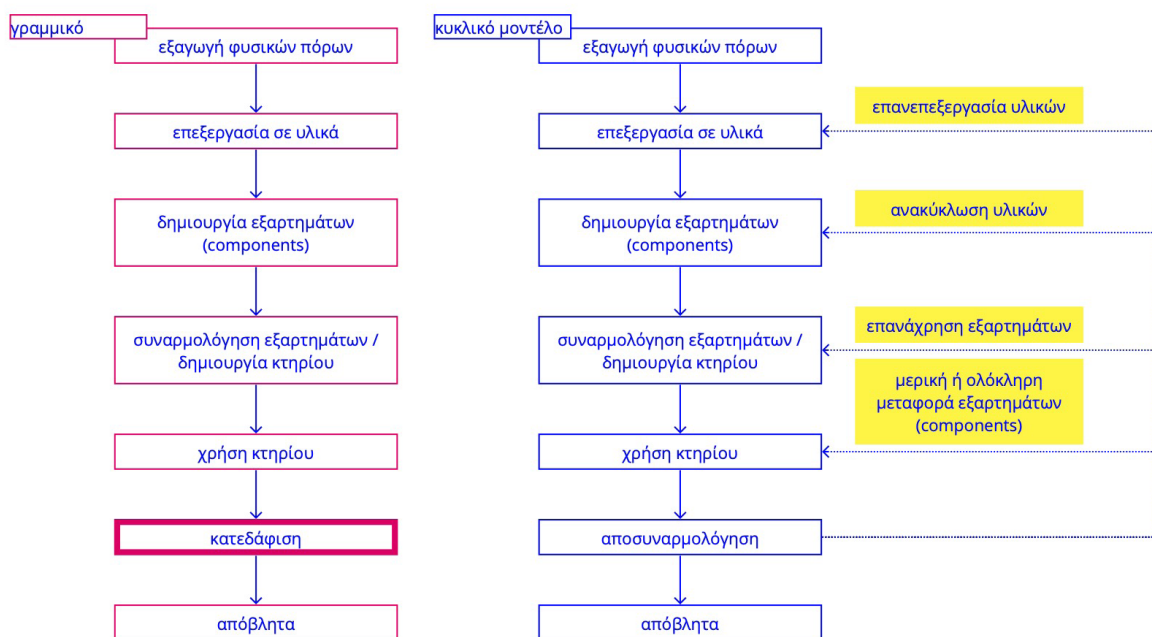 γραμμικό
εξαγωγή φυσικών πόρων
επεξεργασία σε υλικά
δημιουργία εξαρτημάτων
(components)
συναρμολόγηση εξαρτημάτων /
δημιουργία κτηρίου
χρήση κτηρίου
κατεδάφιση
απόβλητα
κυκλικό μοντέλο
εξαγωγή φυσικών πόρων
επεξεργασία σε υλικά
δημιουργία εξαρτημάτων
(components)
συναρμολόγηση εξαρτημάτων /
δημιουργία κτηρίου
χρήση κτηρίου
αποσυναρμολόγηση
απόβλητα
επανεπεξεργασία υλικών
ανακύκλωση υλικών
επανάχρηση εξαρτημάτων
μερική ή ολόκληρη
μεταφορά εξαρτημάτων
(components)